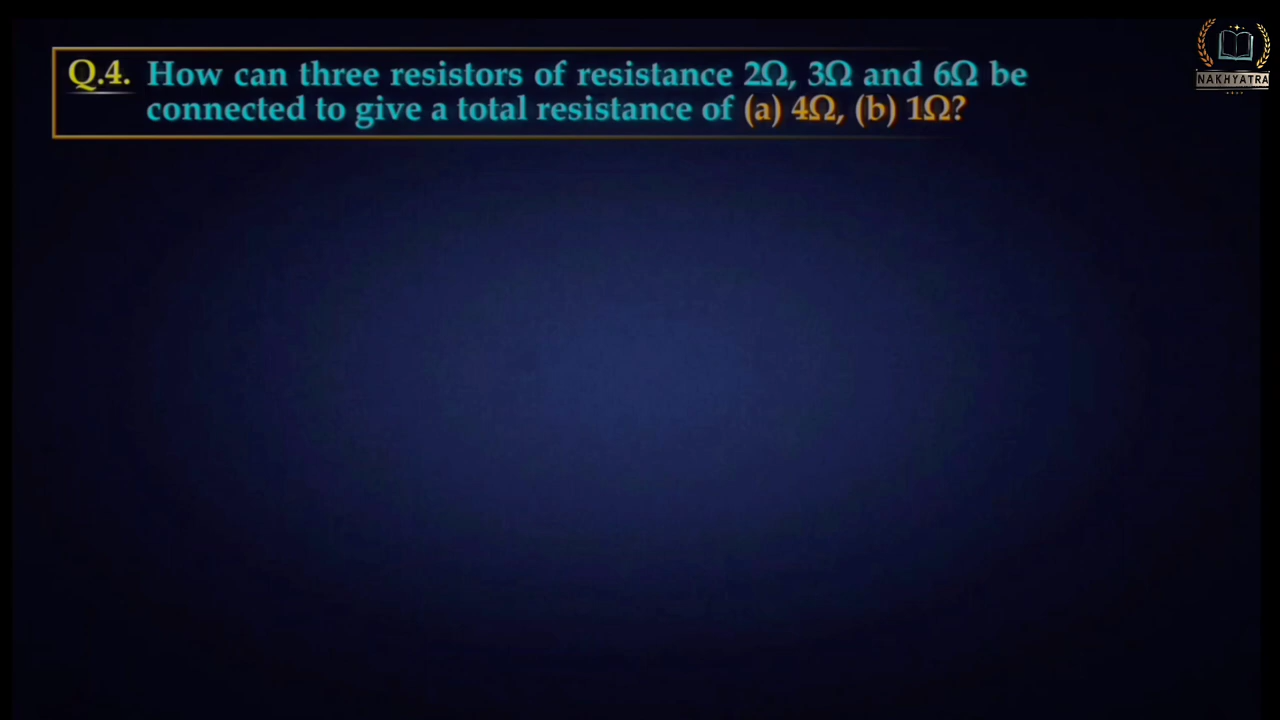 Q.4. How can three resistors of resistance 2Ω, 3Ω and 6Ω be
connected to give a total resistance of (a) 4Ω, (b) 1Ω?
NAKHYATRA